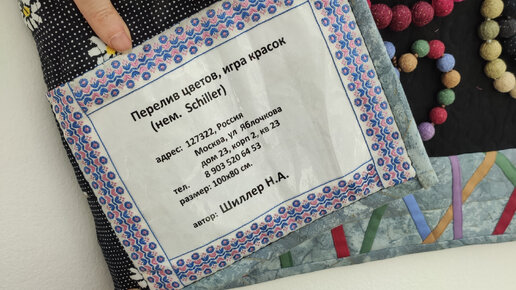 Перелив цветов, игра красок
(нем. Schiller)
адрес: 127322, Россия
Москва, ул Яблочкова
дом 23, корп 2, кв 23
тел. 8 903 520 64 53
размер: 100х80 см.
автор: Шиллер Н.Д.